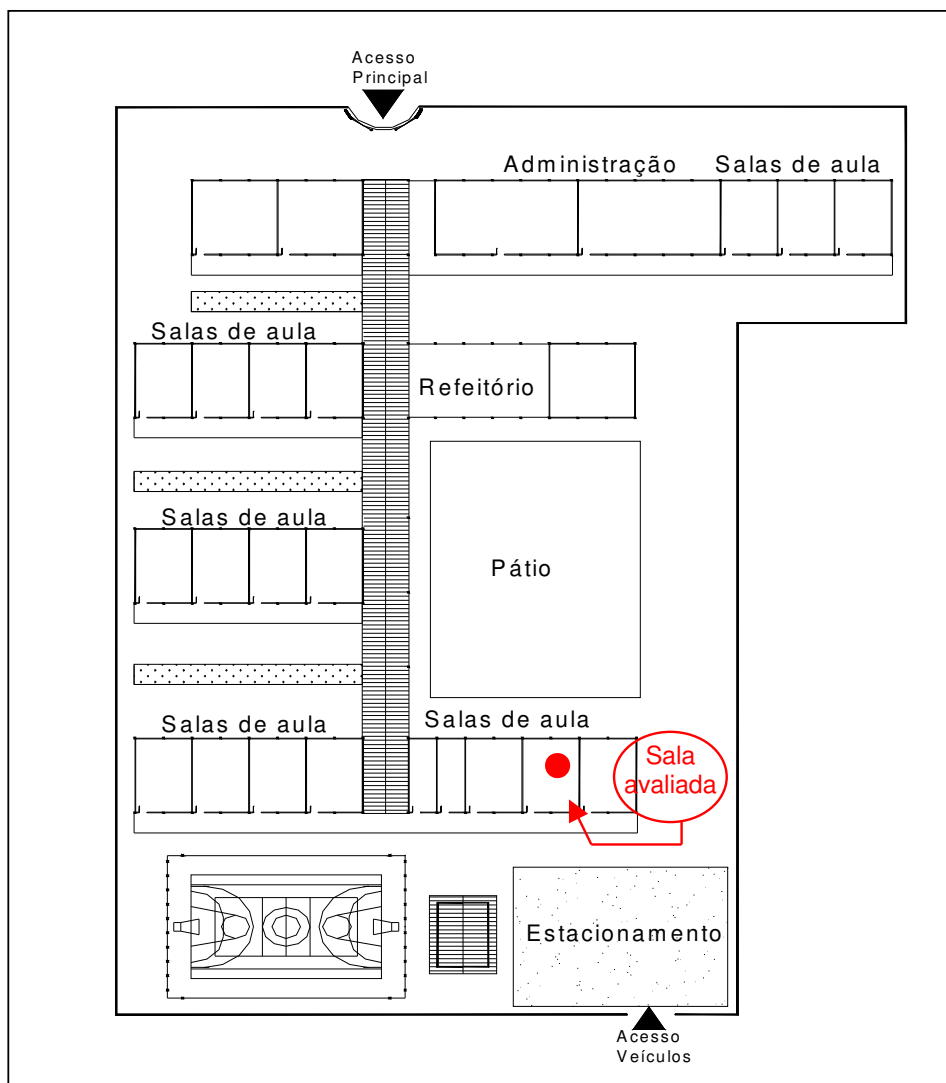 Acesso
Principal
Administração
Salas de aula
Salas de aula
Refeitório
Salas de aula
Pátio
Salas de aula
Salas de aula
Sala
avaliada
Estacionamento
Acesso
Veículos